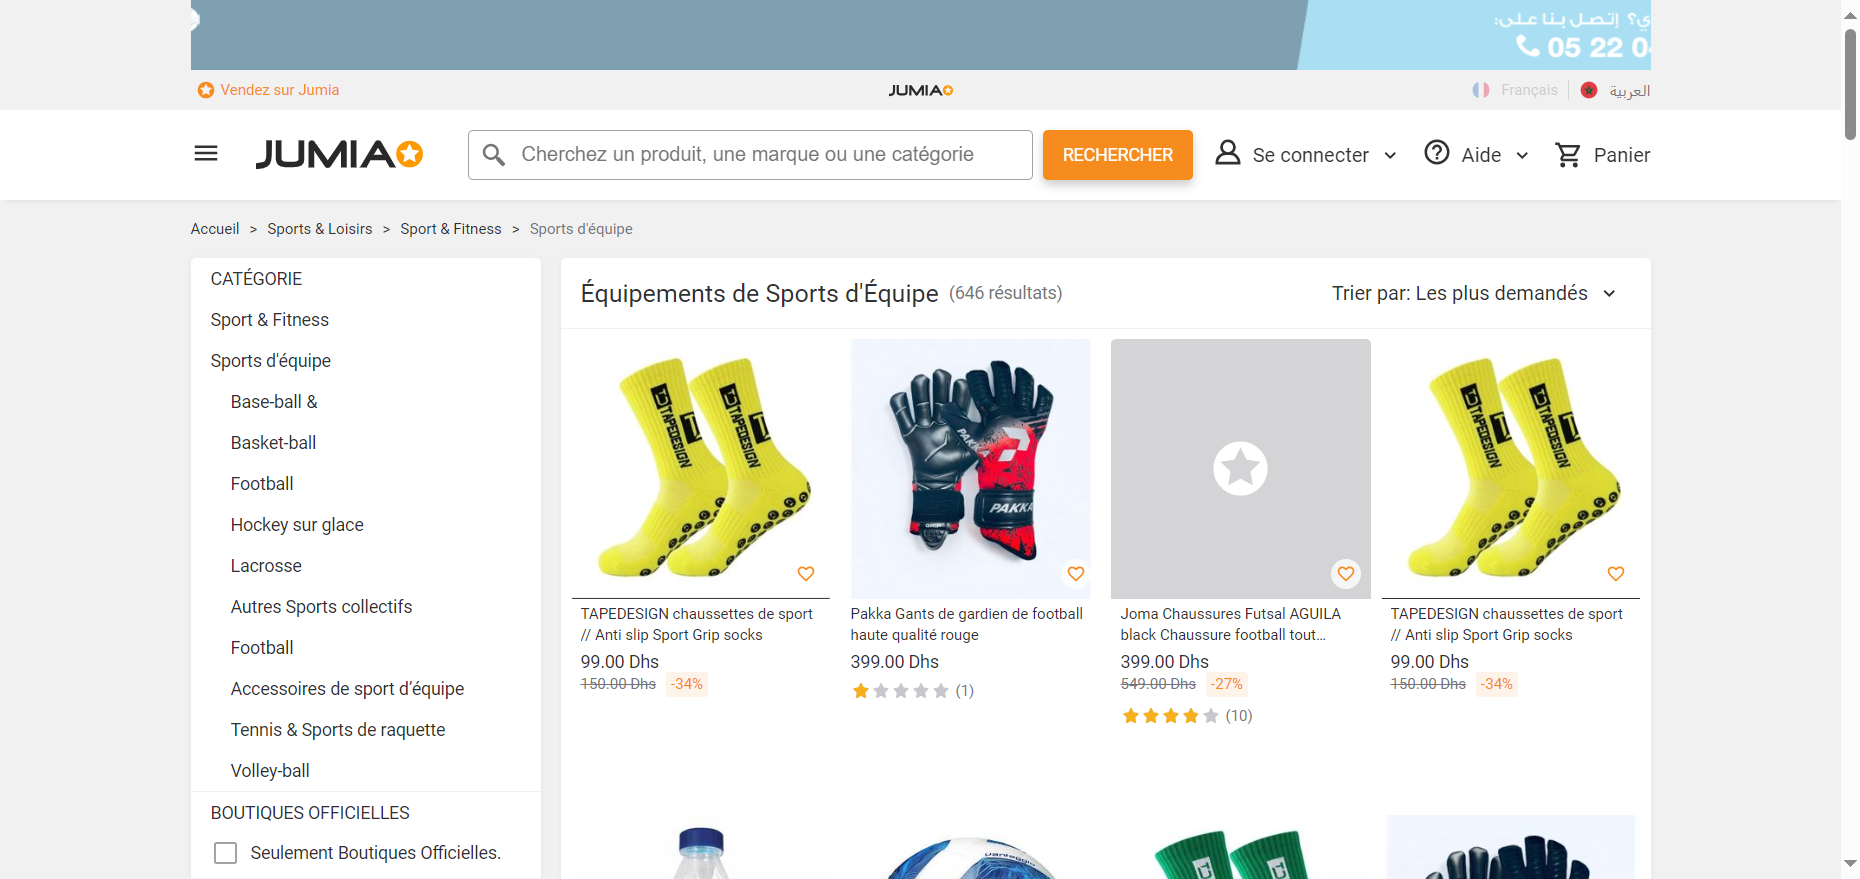 إتصل بنا على:
05 22 0
Vendez sur Jumia
JUMIA
Français
العربية
JUMIA
Cherchez un produit, une marque ou une catégorie
RECHERCHER
Se connecter
Aide
Panier
Accueil > Sports & Loisirs > Sport & Fitness > Sports d'équipe
CATÉGORIE
Sport & Fitness
Sports d'équipe
Base-ball &
Basket-ball
Football
Hockey sur glace
Lacrosse
Autres Sports collectifs
Football
Accessoires de sport d’équipe
Tennis & Sports de raquette
Volley-ball
BOUTIQUES OFFICIELLES
Seulement Boutiques Officielles.
Équipements de Sports d'Équipe (646 résultats)
Trier par: Les plus demandés
TAPEDESIGN
TAPEDESIGN
TAPEDESIGN chaussettes de sport
// Anti slip Sport Grip socks
99.00 Dhs
150.00 Dhs -34%
PAKKA
Pakka Gants de gardien de football
haute qualité rouge
399.00 Dhs
(1)
Joma Chaussures Futsal AGUILA
black Chaussure football tout…
399.00 Dhs
549.00 Dhs -27%
(10)
TAPEDESIGN
TAPEDESIGN
TAPEDESIGN chaussettes de sport
// Anti slip Sport Grip socks
99.00 Dhs
150.00 Dhs -34%
vantaggio